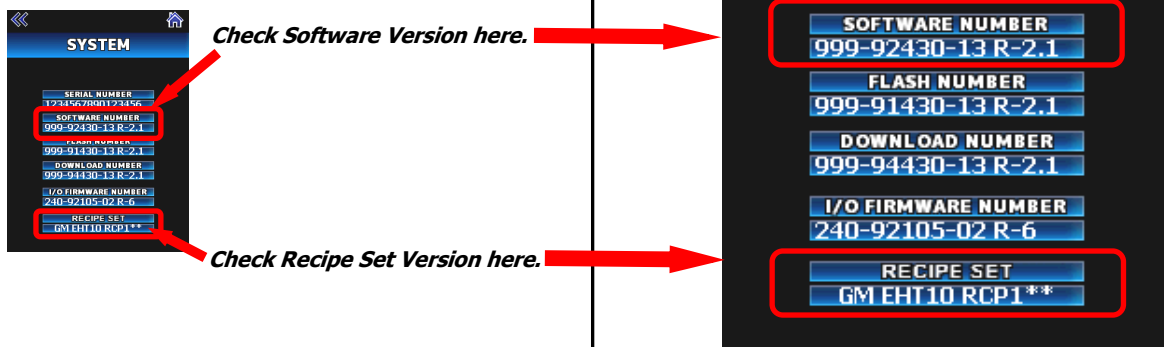 SYSTEM
SERIAL NUMBER
1234567890123456
SOFTWARE NUMBER
999-92430-13 R-2.1
FLASH NUMBER
999-91430-13 R-2.1
DOWNLOAD NUMBER
999-94430-13 R-2.1
I/O FIRMWARE NUMBER
240-92105-02 R-6
RECIPE SET
GM EHT10 RCP1**
Check Software Version here.
Check Recipe Set Version here.
SOFTWARE NUMBER
999-92430-13 R-2.1
FLASH NUMBER
999-91430-13 R-2.1
DOWNLOAD NUMBER
999-94430-13 R-2.1
I/O FIRMWARE NUMBER
240-92105-02 R-6
RECIPE SET
GM EHT10 RCP1**